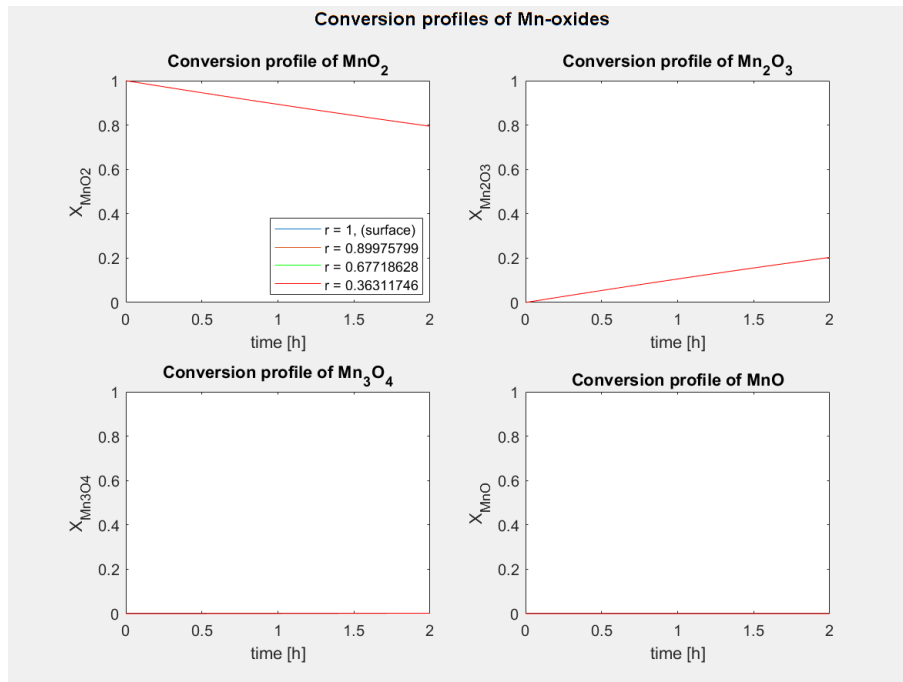 Conversion profiles of Mn-oxides
Conversion profile of MnO2
X_MnO2
1
0.8
0.6
0.4
0.2
0
r = 1, (surface)
r = 0.89975799
r = 0.67718628
r = 0.36311746
0 0.5 1 1.5 2
time [h]
Conversion profile of Mn2O3
X_Mn2O3
1
0.8
0.6
0.4
0.2
0
0 0.5 1 1.5 2
time [h]
Conversion profile of Mn3O4
X_Mn3O4
1
0.8
0.6
0.4
0.2
0
0 0.5 1 1.5 2
time [h]
Conversion profile of MnO
X_MnO
1
0.8
0.6
0.4
0.2
0
0 0.5 1 1.5 2
time [h]